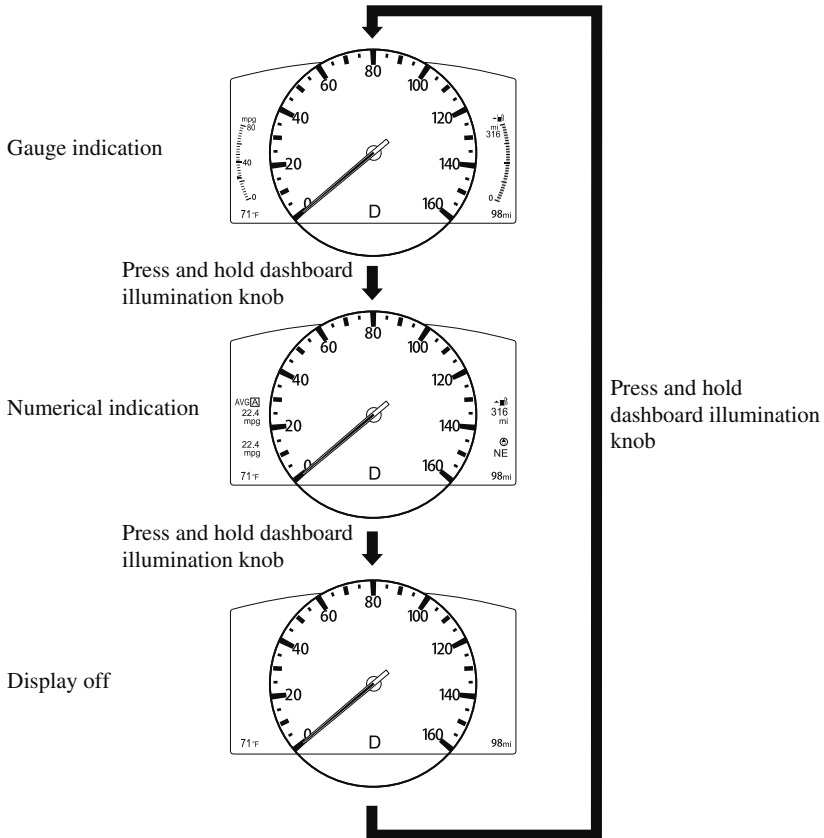 80
60
100
mpg
80
40
120
mi
316
Gauge indication
40
20
140
0
0
160
0
71°F
D
98mi
Press and hold dashboard
illumination knob
80
60
100
40
120
AVG A
22.4
mpg
316
mi
Numerical indication
20
140
22.4
mpg
NE
0
160
71°F
D
98mi
Press and hold
dashboard illumination
knob
Press and hold dashboard
illumination knob
80
60
100
40
120
Display off
20
140
0
160
71°F
D
98mi